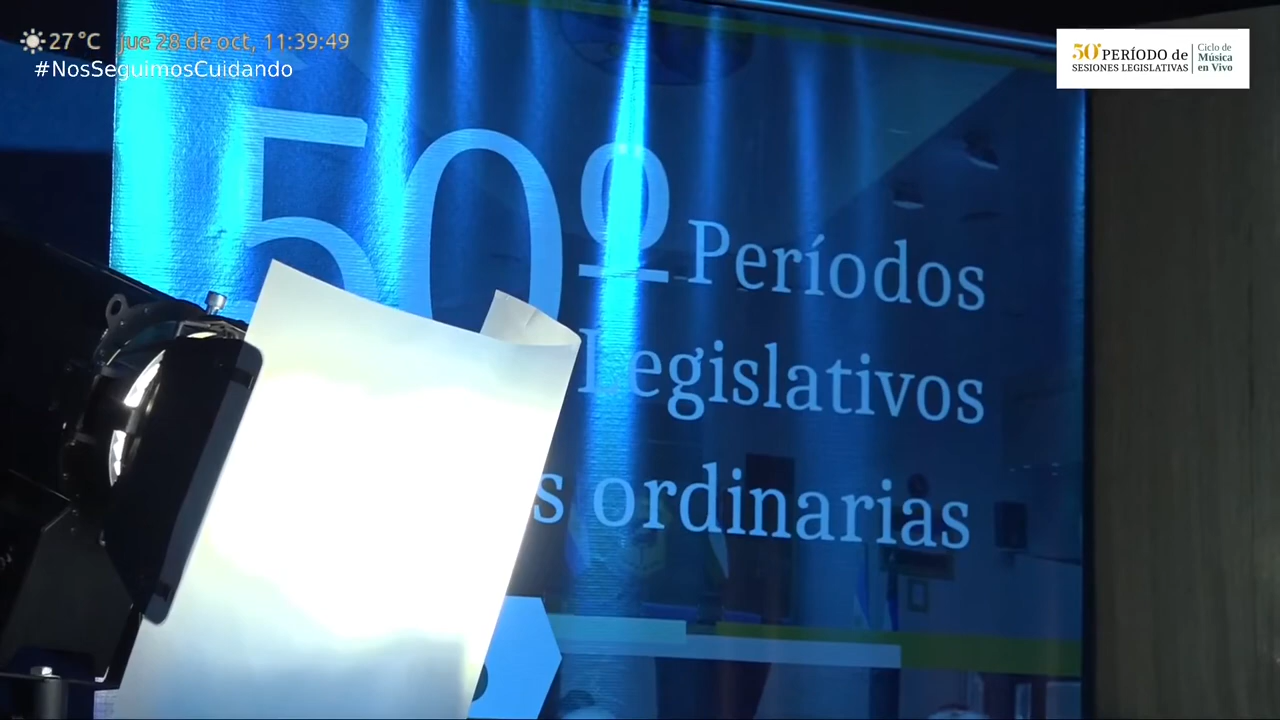 27 °C jue 28 de oct, 11:39:49
#NosSeguimosCuidando
50º PERÍODO de
SESIONES LEGISLATIVAS
Ciclo de
Música
en Vivo
50º Períodos
Legislativos
s ordinarias